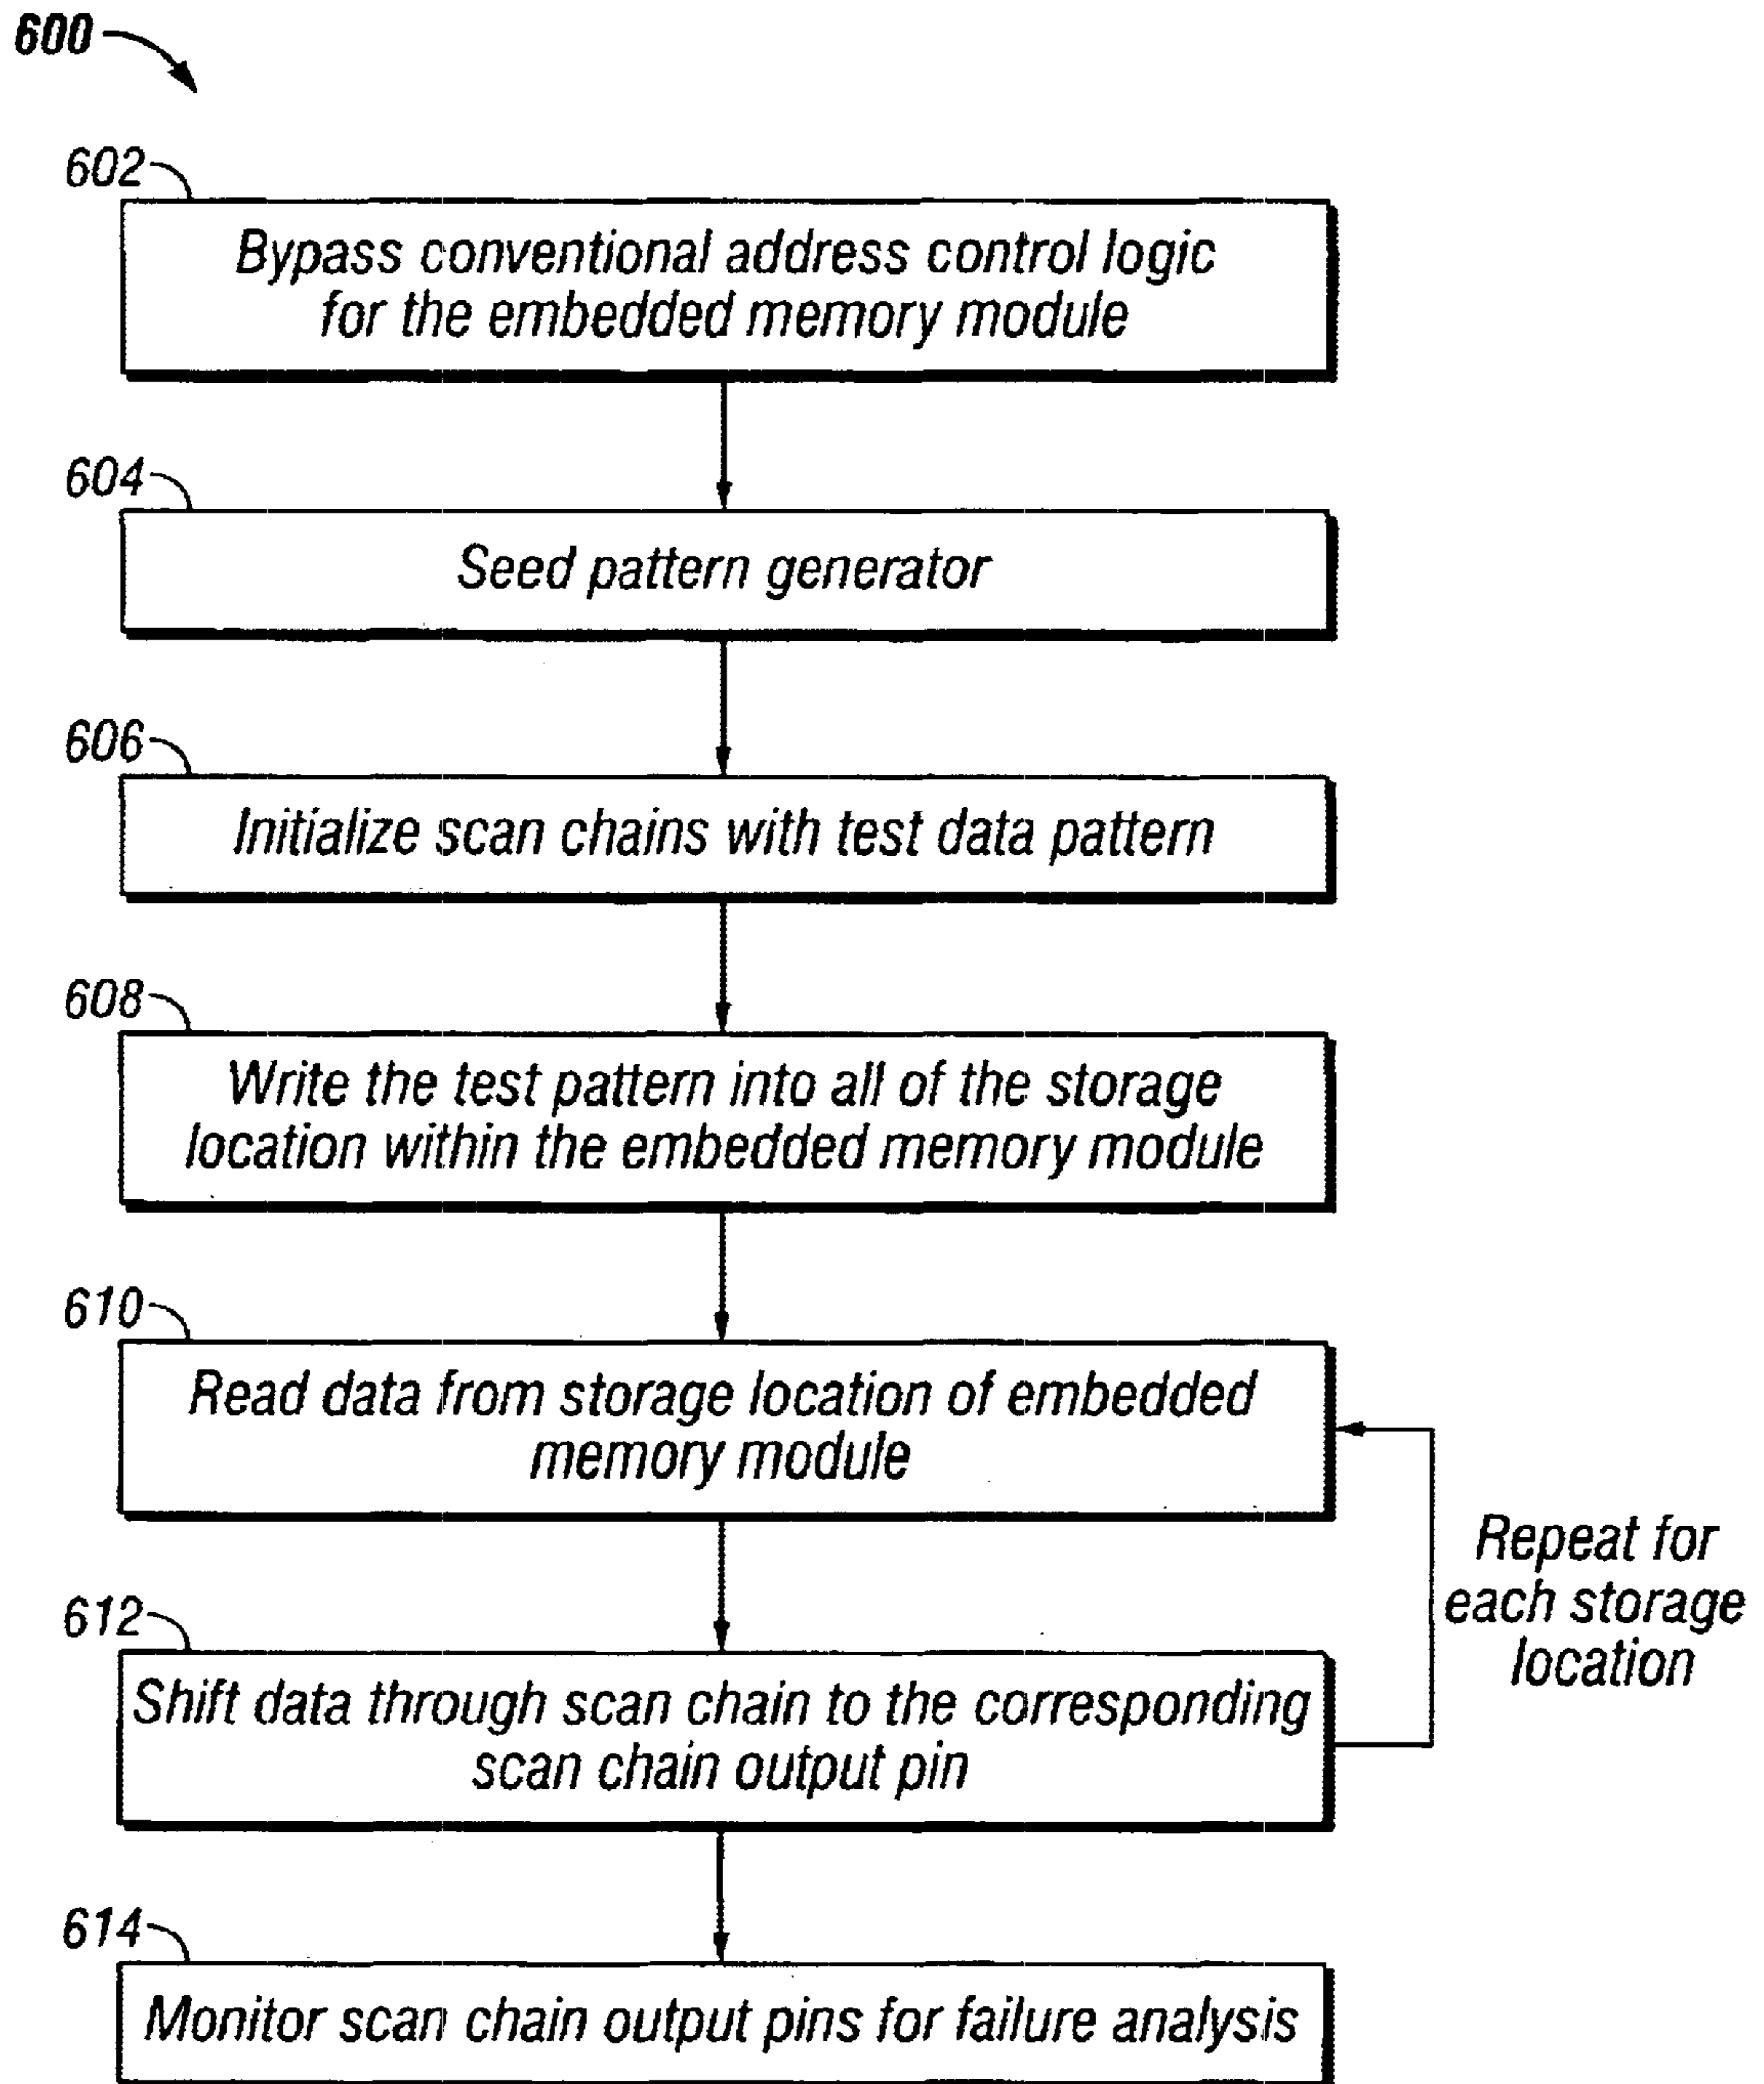 600
602
Bypass conventional address control logic
for the embedded memory module
604
Seed pattern generator
606
Initialize scan chains with test data pattern
608
Write the test pattern into all of the storage
location within the embedded memory module
610
Read data from storage location of embedded
memory module
Repeat for
each storage
location
612
Shift data through scan chain to the corresponding
scan chain output pin
614
Monitor scan chain output pins for failure analysis